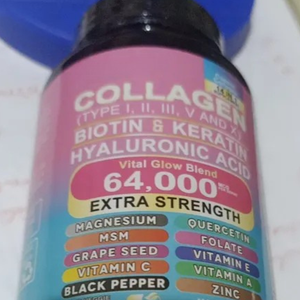 COLLAGEN
(TYPE I, II, III, V AND X)
BIOTIN & KERATIN
HYALURONIC ACID
Vital Glow Blend
64,000
EXTRA STRENGTH
MAGNESIUM
QUERCETIN
MSM
FOLATE
GRAPE SEED
VITAMIN E
VITAMIN C
VITAMIN A
BLACK PEPPER
ZINC